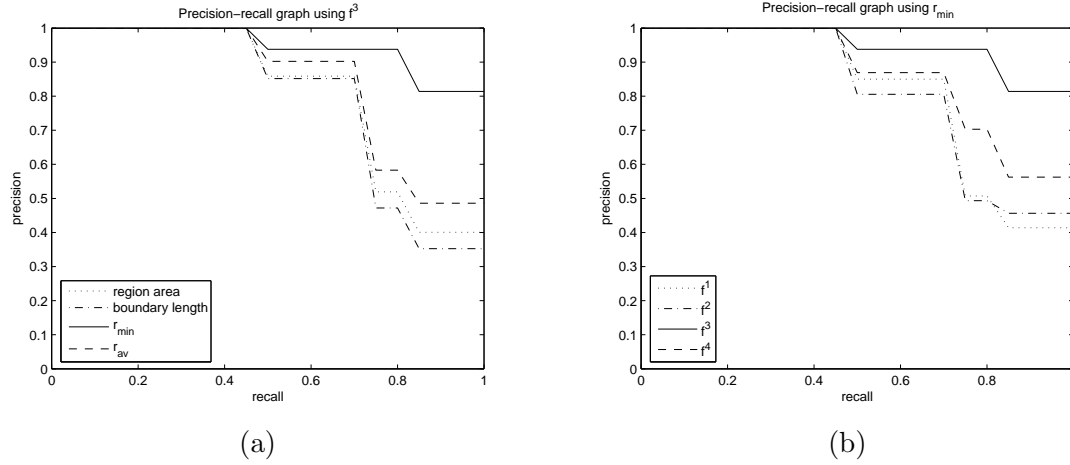 Precision−recall graph using f³
1
0.9
0.8
0.7
0.6
0.5
0.4
0.3
0.2
0.1
0
precision
region area
boundary length
r_min
r_av
0 0.2 0.4 0.6 0.8 1
recall
(a)
Precision−recall graph using r_min
1
0.9
0.8
0.7
0.6
0.5
0.4
0.3
0.2
0.1
0
precision
f¹
f²
f³
f⁴
0 0.2 0.4 0.6 0.8
recall
(b)